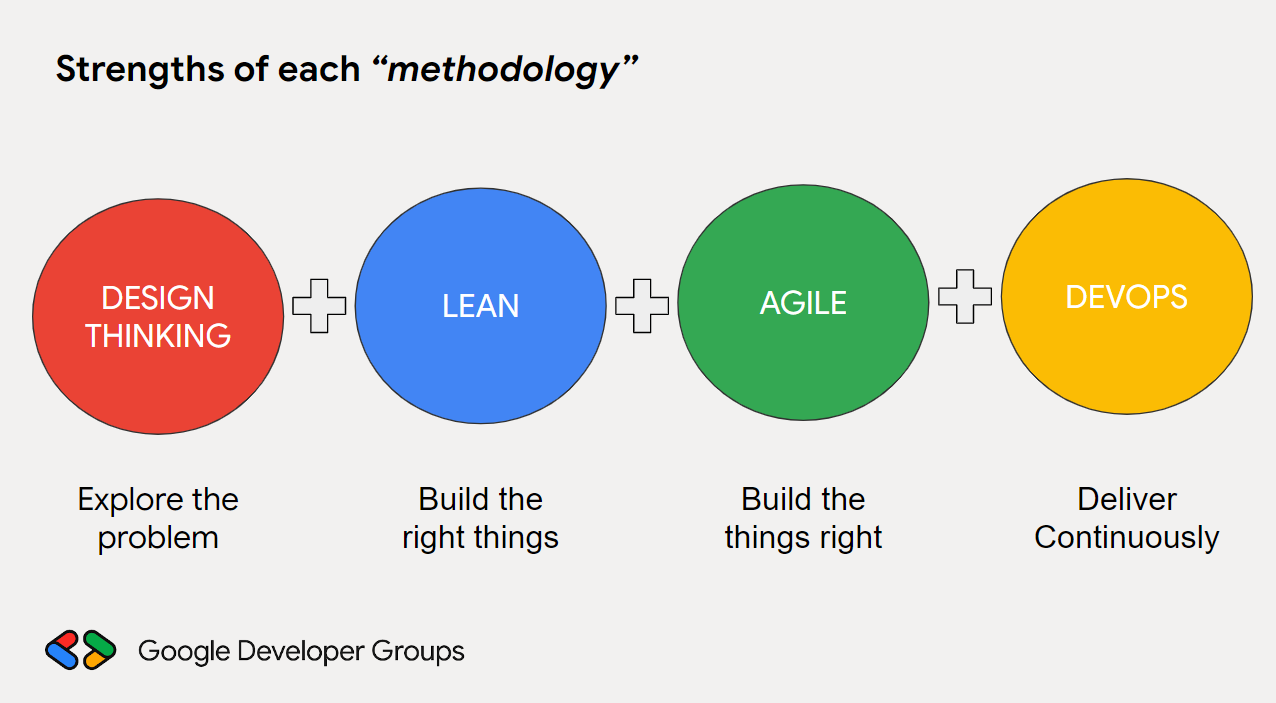 Strengths of each “methodology”
DESIGN
THINKING
LEAN
AGILE
DEVOPS
Explore the
problem
Build the
right things
Build the
things right
Deliver
Continuously
Google Developer Groups